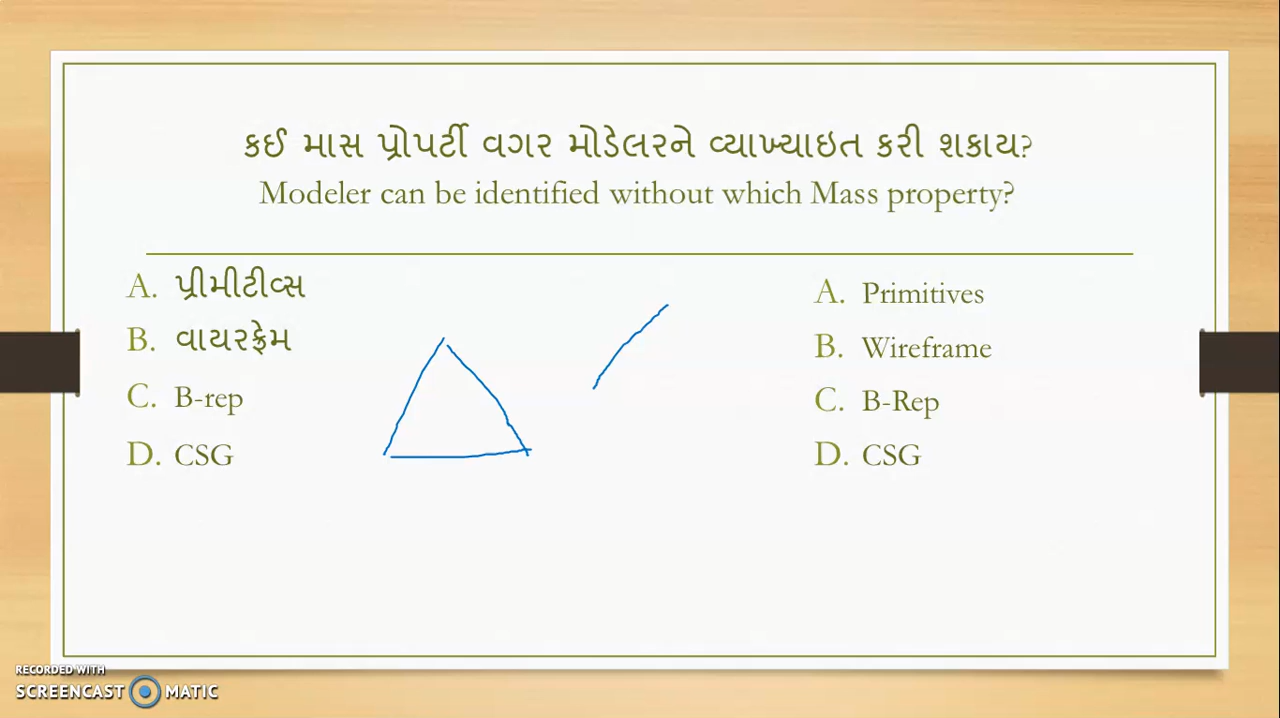 કઈ માસ પ્રોપર્ટી વગર મોડેલરને વ્યાખ્યાઇત કરી શકાય?
Modeler can be identified without which Mass property?
A. પ્રીમીટીવ્સ
B. વાયરફ્રેમ
C. B-rep
D. CSG
A. Primitives
B. Wireframe
C. B-Rep
D. CSG
RECORDED WITH
SCREENCAST MATIC